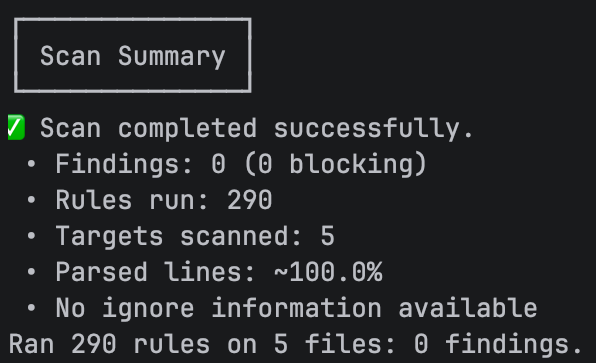 Scan Summary
✅ Scan completed successfully.
• Findings: 0 (0 blocking)
• Rules run: 290
• Targets scanned: 5
• Parsed lines: ~100.0%
• No ignore information available
Ran 290 rules on 5 files: 0 findings.